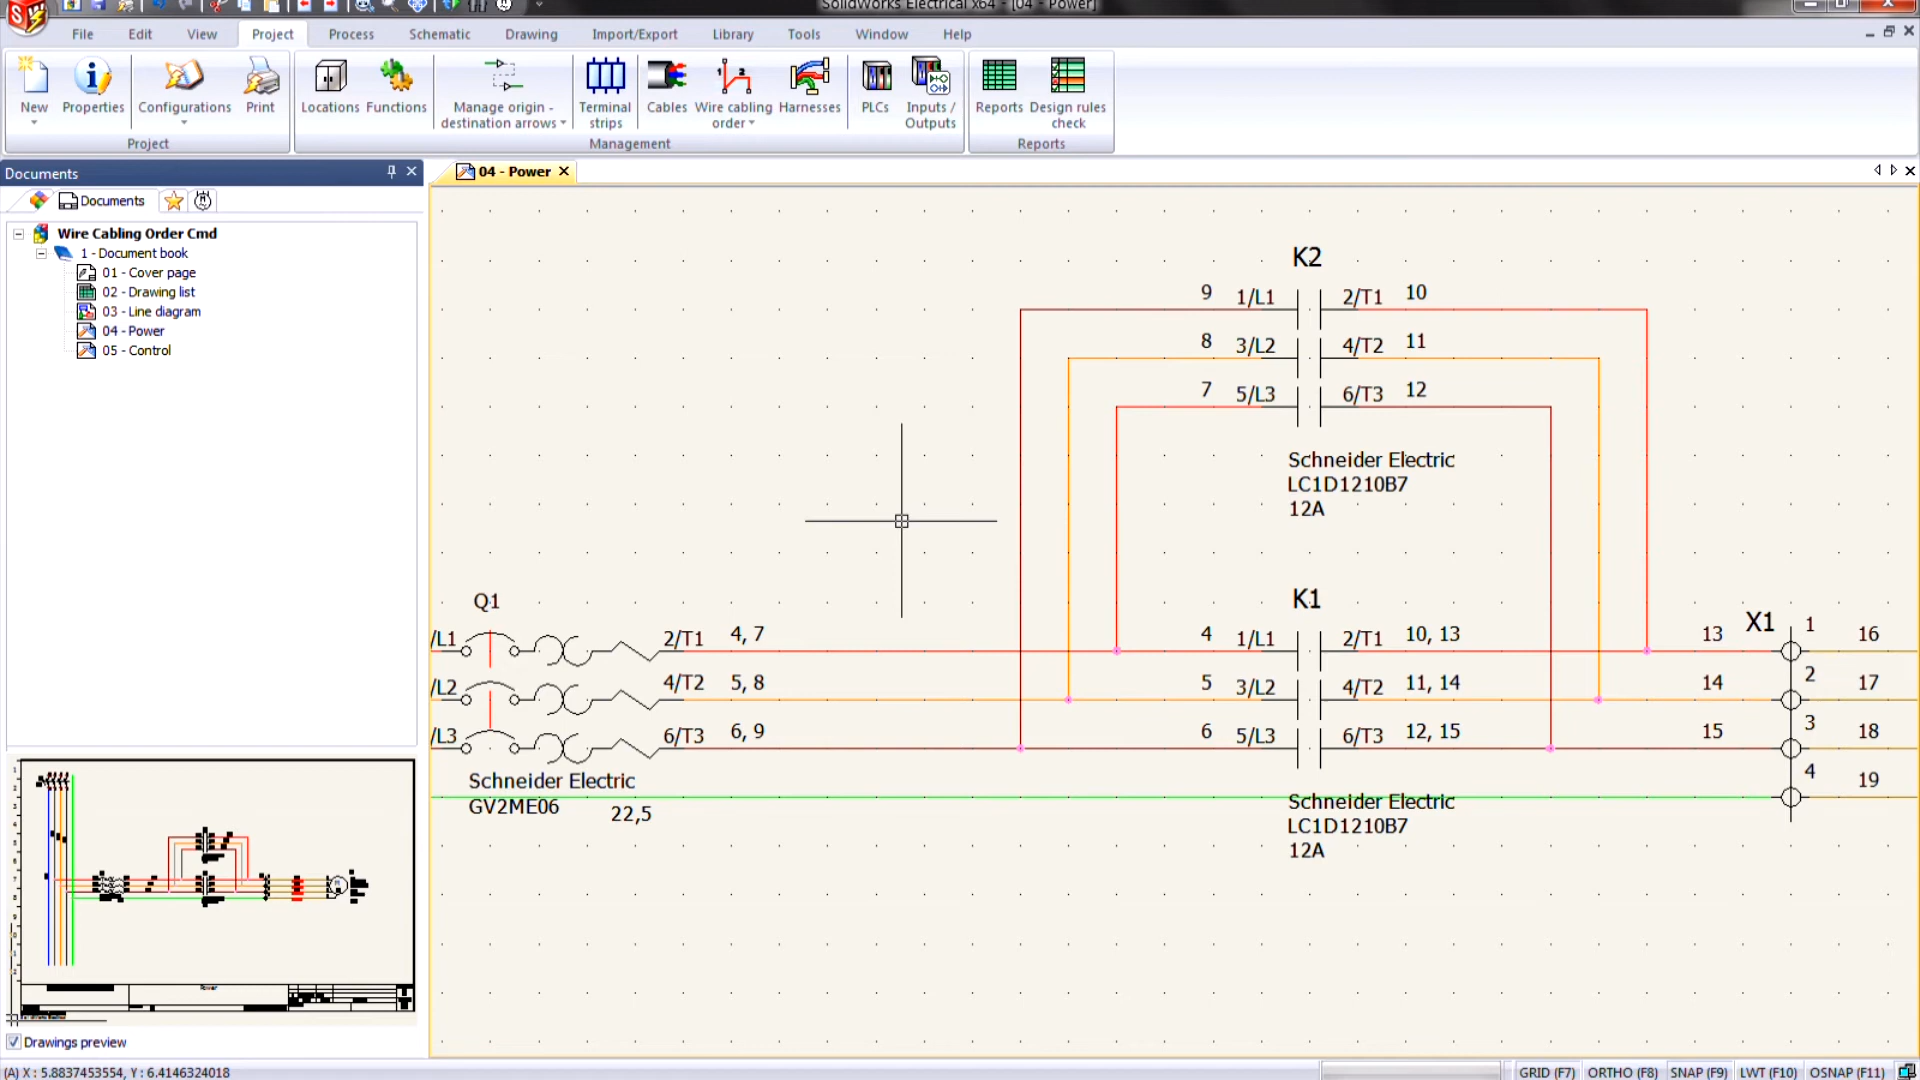 SolidWorks Electrical x64 - [04 - Power]
File Edit View Project Process Schematic Drawing Import/Export Library Tools Window Help
New Properties Configurations Print Locations Functions Manage origin - destination arrows Terminal strips Cables Wire cabling order Harnesses PLCs Inputs / Outputs Reports Design rules check
Project Management Reports
Documents
04 - Power
Documents
Wire Cabling Order Cmd
1 - Document book
01 - Cover page
02 - Drawing list
03 - Line diagram
04 - Power
05 - Control
K2
9 1/L1 2/T1 10
8 3/L2 4/T2 11
7 5/L3 6/T3 12
Schneider Electric
LC1D1210B7
12A
Q1 K1 X1
/L1 2/T1 4, 7 4 1/L1 2/T1 10, 13 13 1 16
/L2 4/T2 5, 8 5 3/L2 4/T2 11, 14 14 2 17
/L3 6/T3 6, 9 6 5/L3 6/T3 12, 15 15 3 18
4 19
Schneider Electric
GV2ME06 22,5
Schneider Electric
LC1D1210B7
12A
Power
Drawings preview
(A) X : 5.8837453554, Y : 6.4146324018
GRID (F7) ORTHO (F8) SNAP (F9) LWT (F10) OSNAP (F11)